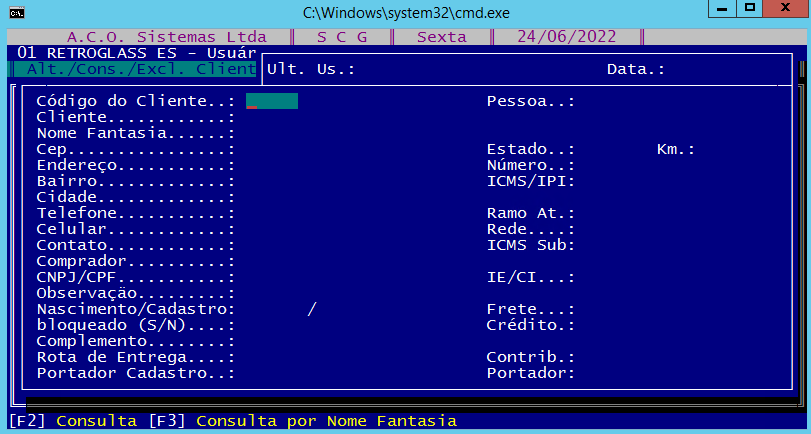 C:\Windows\system32\cmd.exe
A.C.O. Sistemas Ltda S C G Sexta 24/06/2022
01 RETROGLASS ES - Usuár
Alt./Cons./Excl. Client Ult. Us.: Data.:
Código do Cliente..: Pessoa..:
Cliente............:
Nome Fantasia......:
Cep................: Estado..: Km.:
Endereço...........: Número..:
Bairro.............: ICMS/IPI:
Cidade.............:
Telefone...........: Ramo At.:
Celular............: Rede....:
Contato............: ICMS Sub:
Comprador..........:
CNPJ/CPF...........: IE/CI...:
Observação.........:
Nascimento/Cadastro: / Frete...:
bloqueado (S/N)....: Crédito.:
Complemento........:
Rota de Entrega....: Contrib.:
Portador Cadastro..: Portador:
[F2] Consulta [F3] Consulta por Nome Fantasia